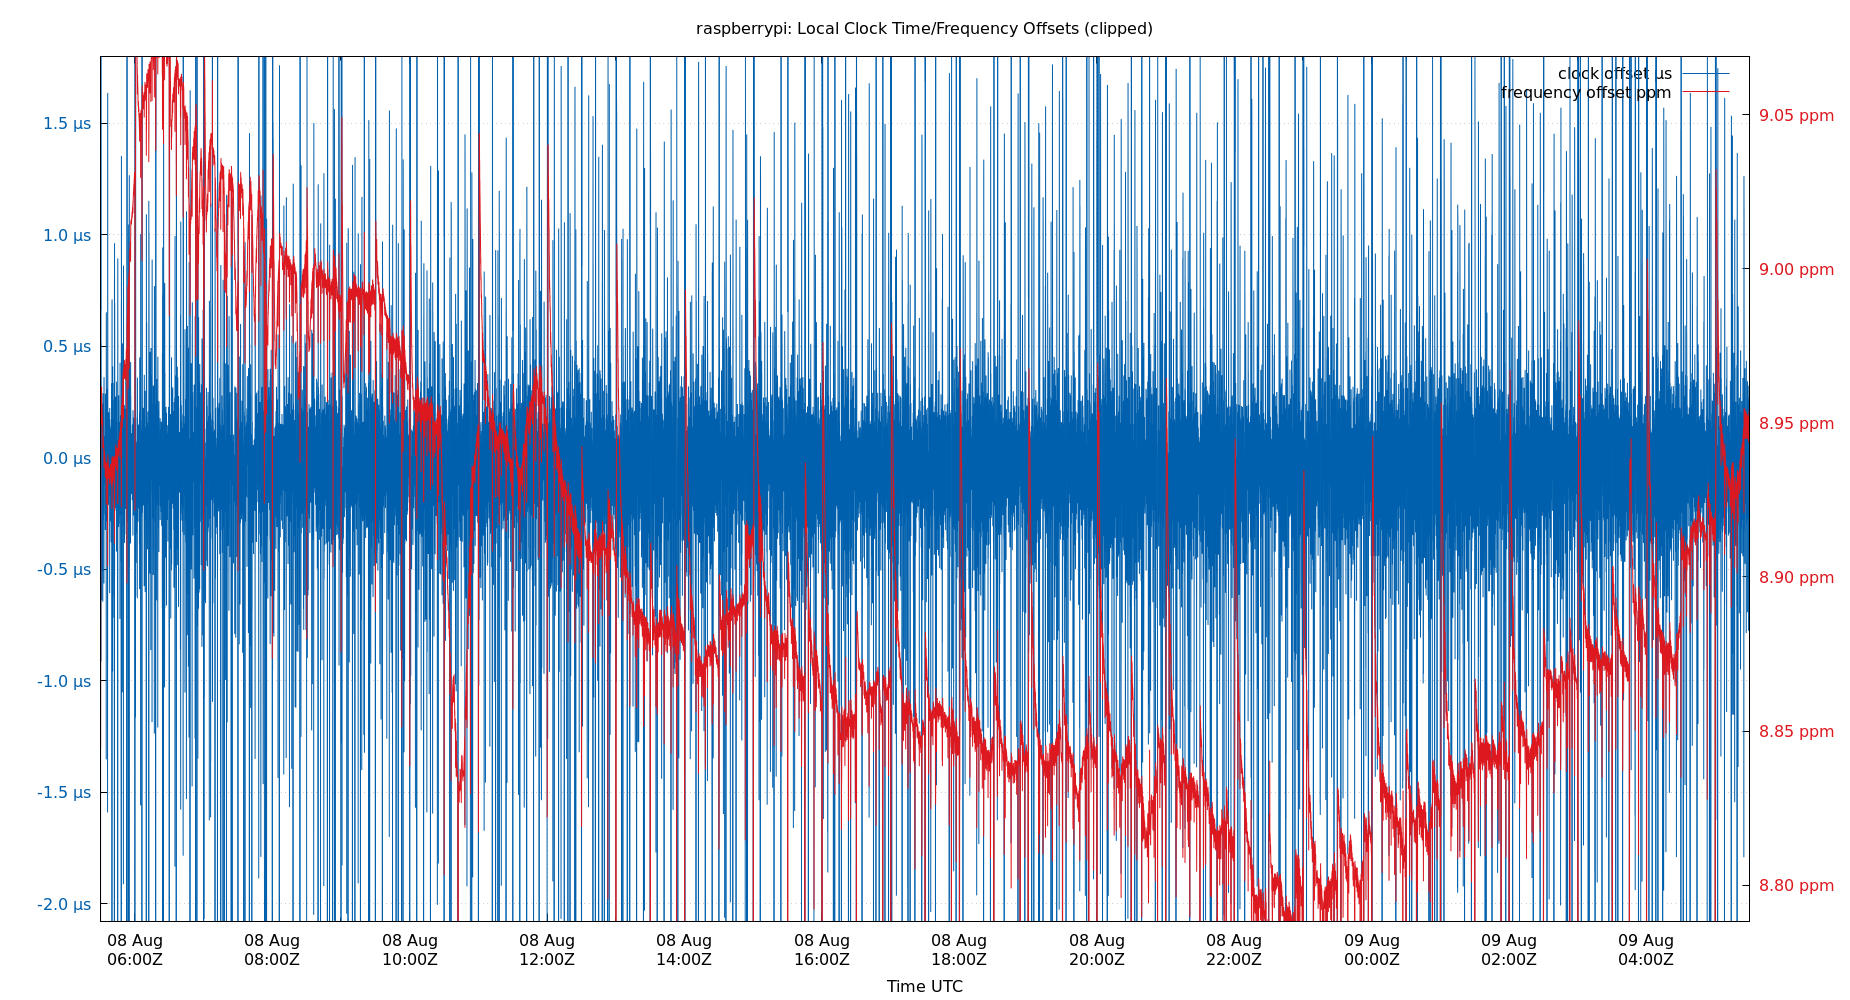 raspberrypi: Local Clock Time/Frequency Offsets (clipped)
clock offset us
frequency offset ppm
1.5 µs
1.0 µs
0.5 µs
0.0 µs
-0.5 µs
-1.0 µs
-1.5 µs
-2.0 µs
9.05 ppm
9.00 ppm
8.95 ppm
8.90 ppm
8.85 ppm
8.80 ppm
08 Aug 08 Aug 08 Aug 08 Aug 08 Aug 08 Aug 08 Aug 08 Aug 08 Aug 09 Aug 09 Aug 09 Aug
06:00Z 08:00Z 10:00Z 12:00Z 14:00Z 16:00Z 18:00Z 20:00Z 22:00Z 00:00Z 02:00Z 04:00Z
Time UTC